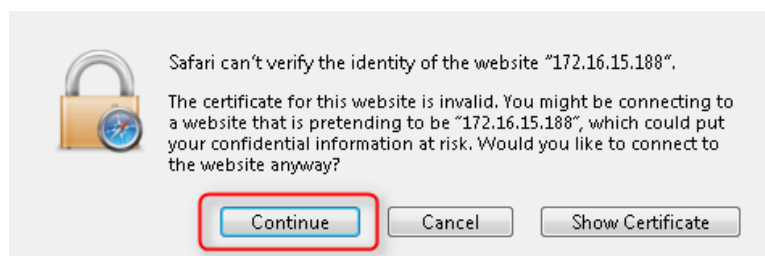 Safari can't verify the identity of the website "172.16.15.188".
The certificate for this website is invalid. You might be connecting to
a website that is pretending to be "172.16.15.188", which could put
your confidential information at risk. Would you like to connect to
the website anyway?
Continue Cancel Show Certificate